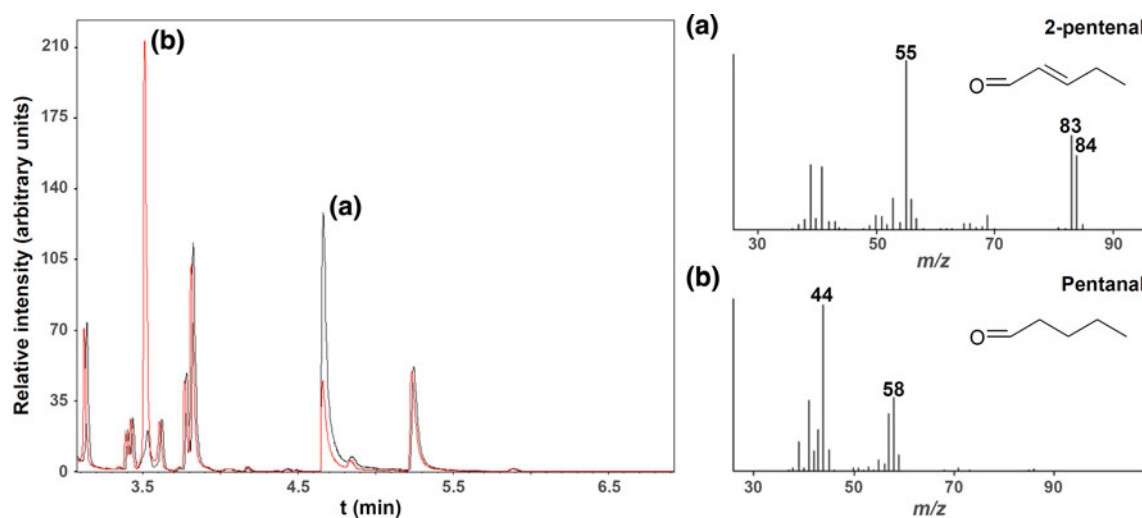 Relative intensity (arbitrary units)
210
175
140
105
70
35
0
(b)
(a)
3.5
4.5
5.5
6.5
t (min)
(a)
2-pentenal
55
83
84
O
30
50
70
90
m/z
(b)
Pentanal
44
58
O
30
50
70
90
m/z